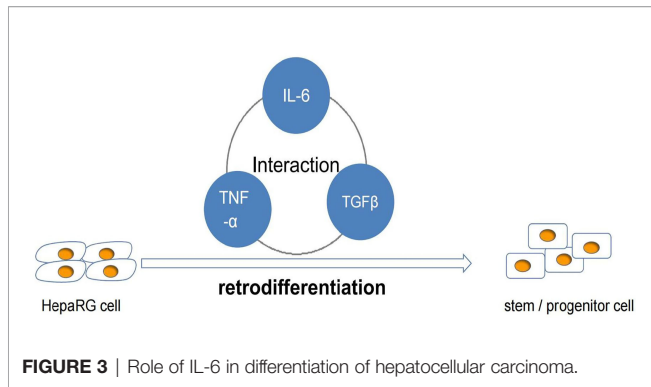 IL-6
Interaction
TNF
-α
TGFβ
retrodifferentiation
HepaRG cell
stem / progenitor cell
FIGURE 3 | Role of IL-6 in differentiation of hepatocellular carcinoma.